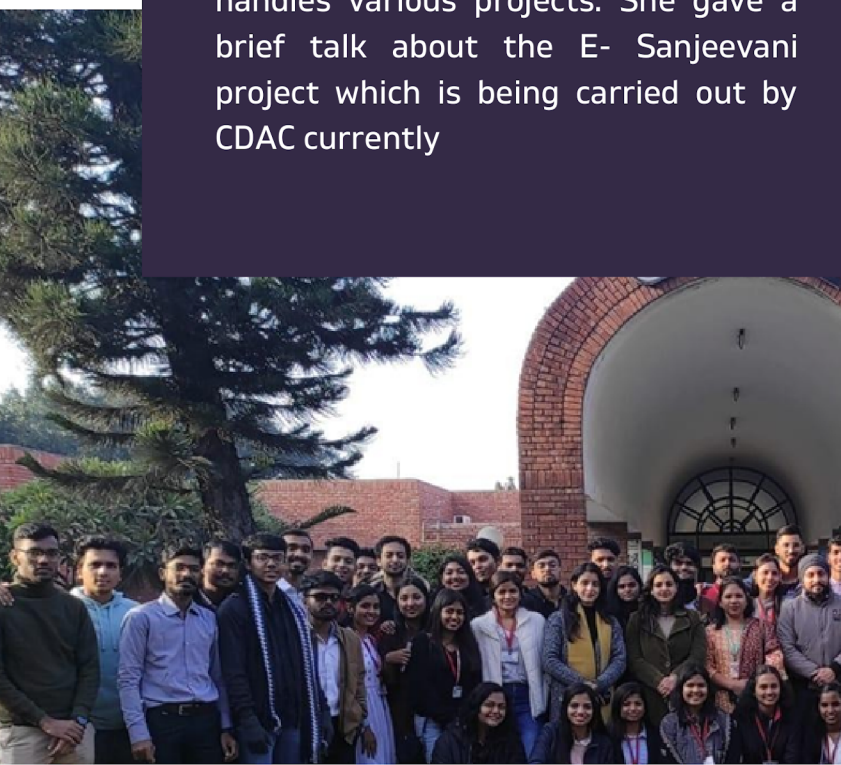 handles various projects. She gave a
brief talk about the E- Sanjeevani
project which is being carried out by
CDAC currently